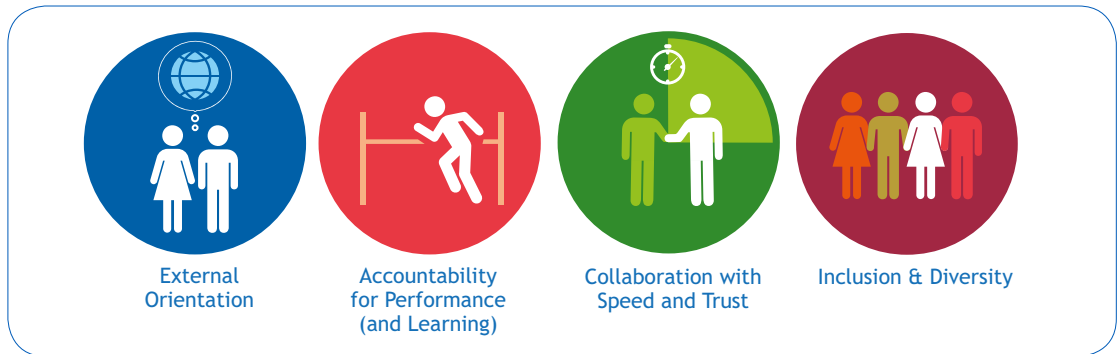 External
Orientation
Accountability
for Performance
(and Learning)
Collaboration with
Speed and Trust
Inclusion & Diversity